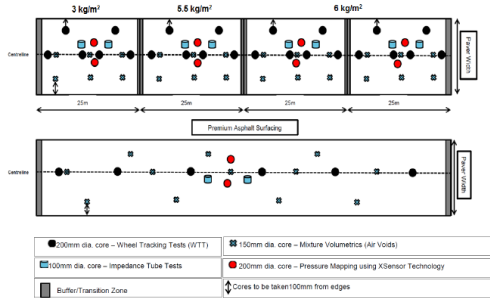 3 kg/m² 5.5 kg/m² 6 kg/m²
Centreline
Paver Width
25m 25m 25m 25m
Premium Asphalt Surfacing
Centreline
Paver Width
200mm dia. core – Wheel Tracking Tests (WTT)
150mm dia. core – Mixture Volumetrics (Air Voids)
100mm dia. core – Impedance Tube Tests
200mm dia. core – Pressure Mapping using XSensor Technology
Buffer/Transition Zone
Cores to be taken100mm from edges